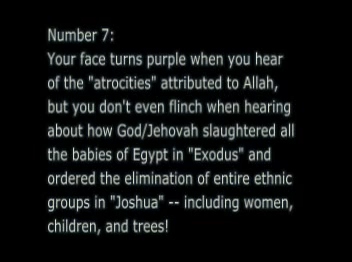 Number 7:
Your face turns purple when you hear
of the "atrocities" attributed to Allah,
but you don't even flinch when hearing
about how God/Jehovah slaughtered all
the babies of Egypt in "Exodus" and
ordered the elimination of entire ethnic
groups in "Joshua" -- including women,
children, and trees!